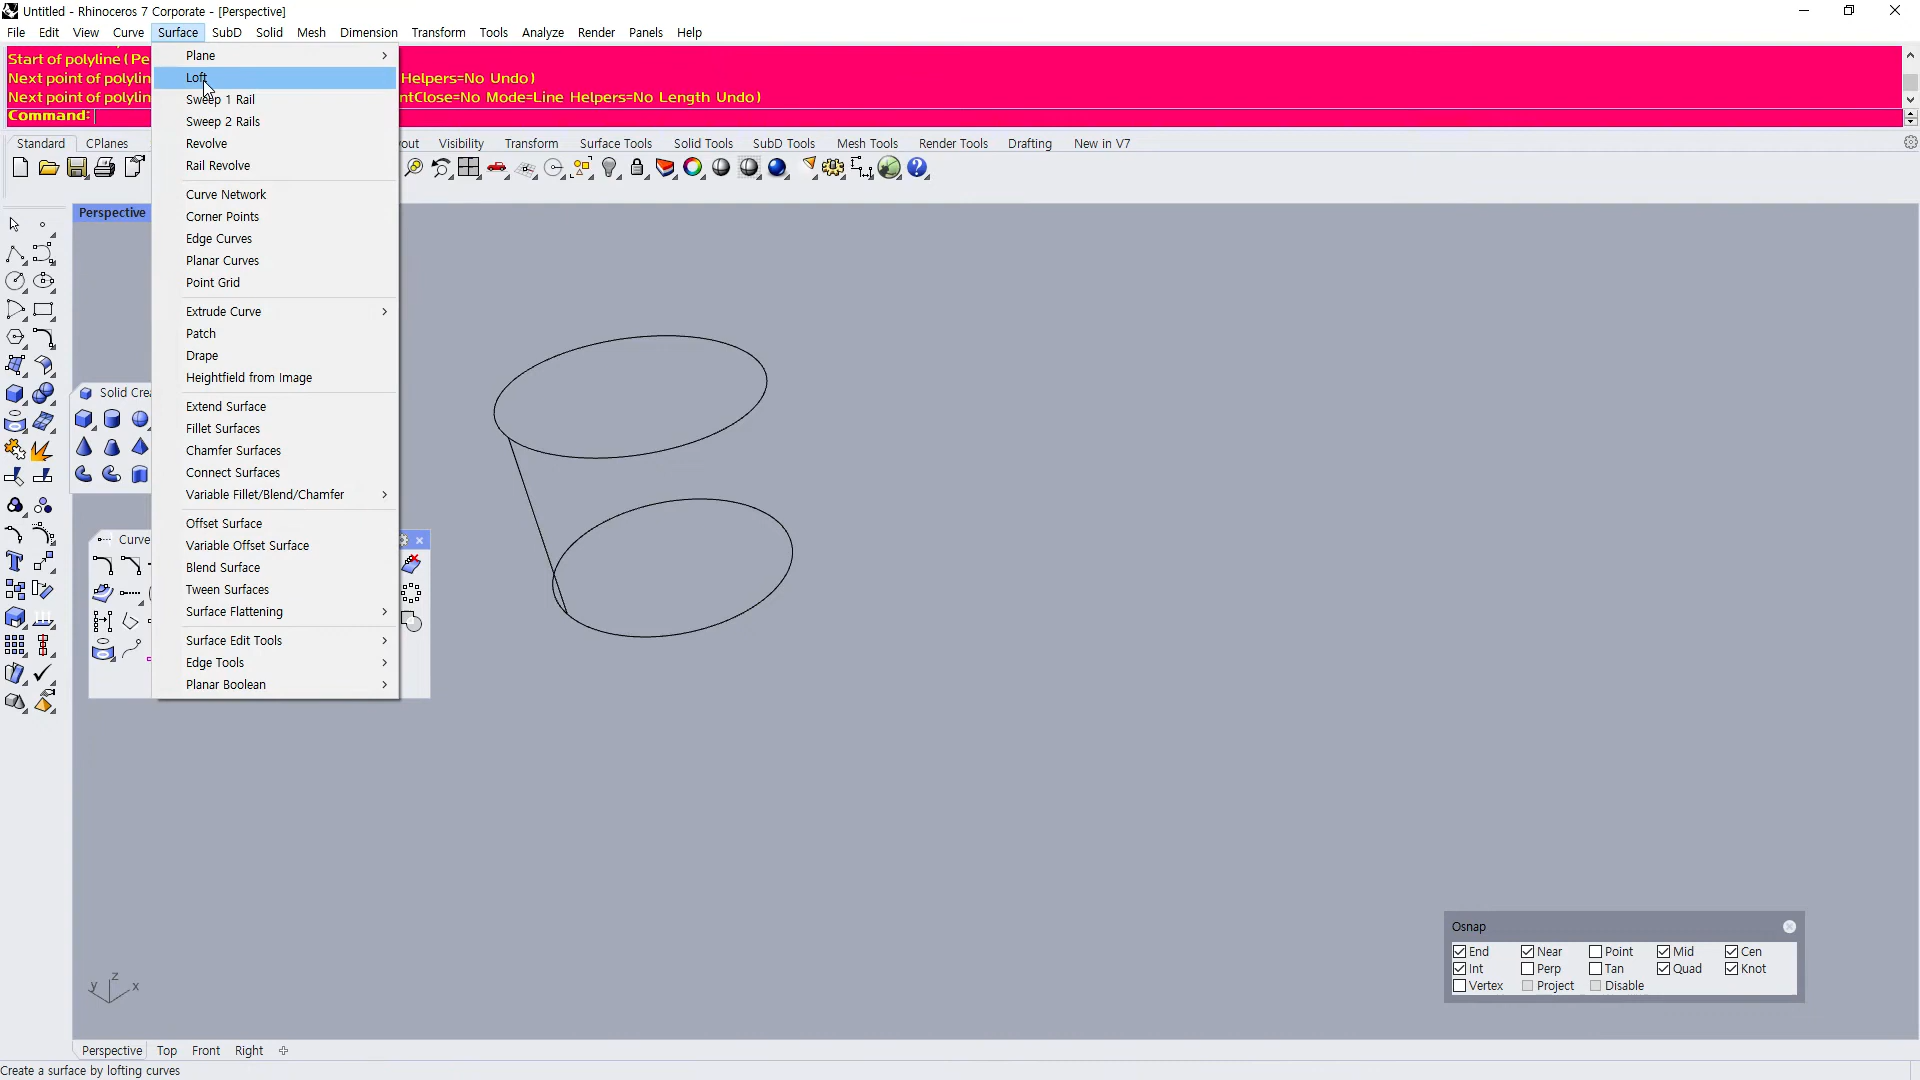 Untitled - Rhinoceros 7 Corporate - [Perspective]
File Edit View Curve Surface SubD Solid Mesh Dimension Transform Tools Analyze Render Panels Help
Start of polyline (Pe
Next point of polylin Helpers=No Undo)
Next point of polylin ntClose=No Mode=Line Helpers=No Length Undo)
Command:
Standard CPlanes out Visibility Transform Surface Tools Solid Tools SubD Tools Mesh Tools Render Tools Drafting New in V7
Perspective
Plane
Loft
Sweep 1 Rail
Sweep 2 Rails
Revolve
Rail Revolve
Curve Network
Corner Points
Edge Curves
Planar Curves
Point Grid
Extrude Curve
Patch
Drape
Heightfield from Image
Extend Surface
Fillet Surfaces
Chamfer Surfaces
Connect Surfaces
Variable Fillet/Blend/Chamfer
Offset Surface
Variable Offset Surface
Blend Surface
Tween Surfaces
Surface Flattening
Surface Edit Tools
Edge Tools
Planar Boolean
Solid Crea
Curve
Osnap
End Near Point Mid Cen
Int Perp Tan Quad Knot
Vertex Project Disable
z
y x
Perspective Top Front Right
Create a surface by lofting curves